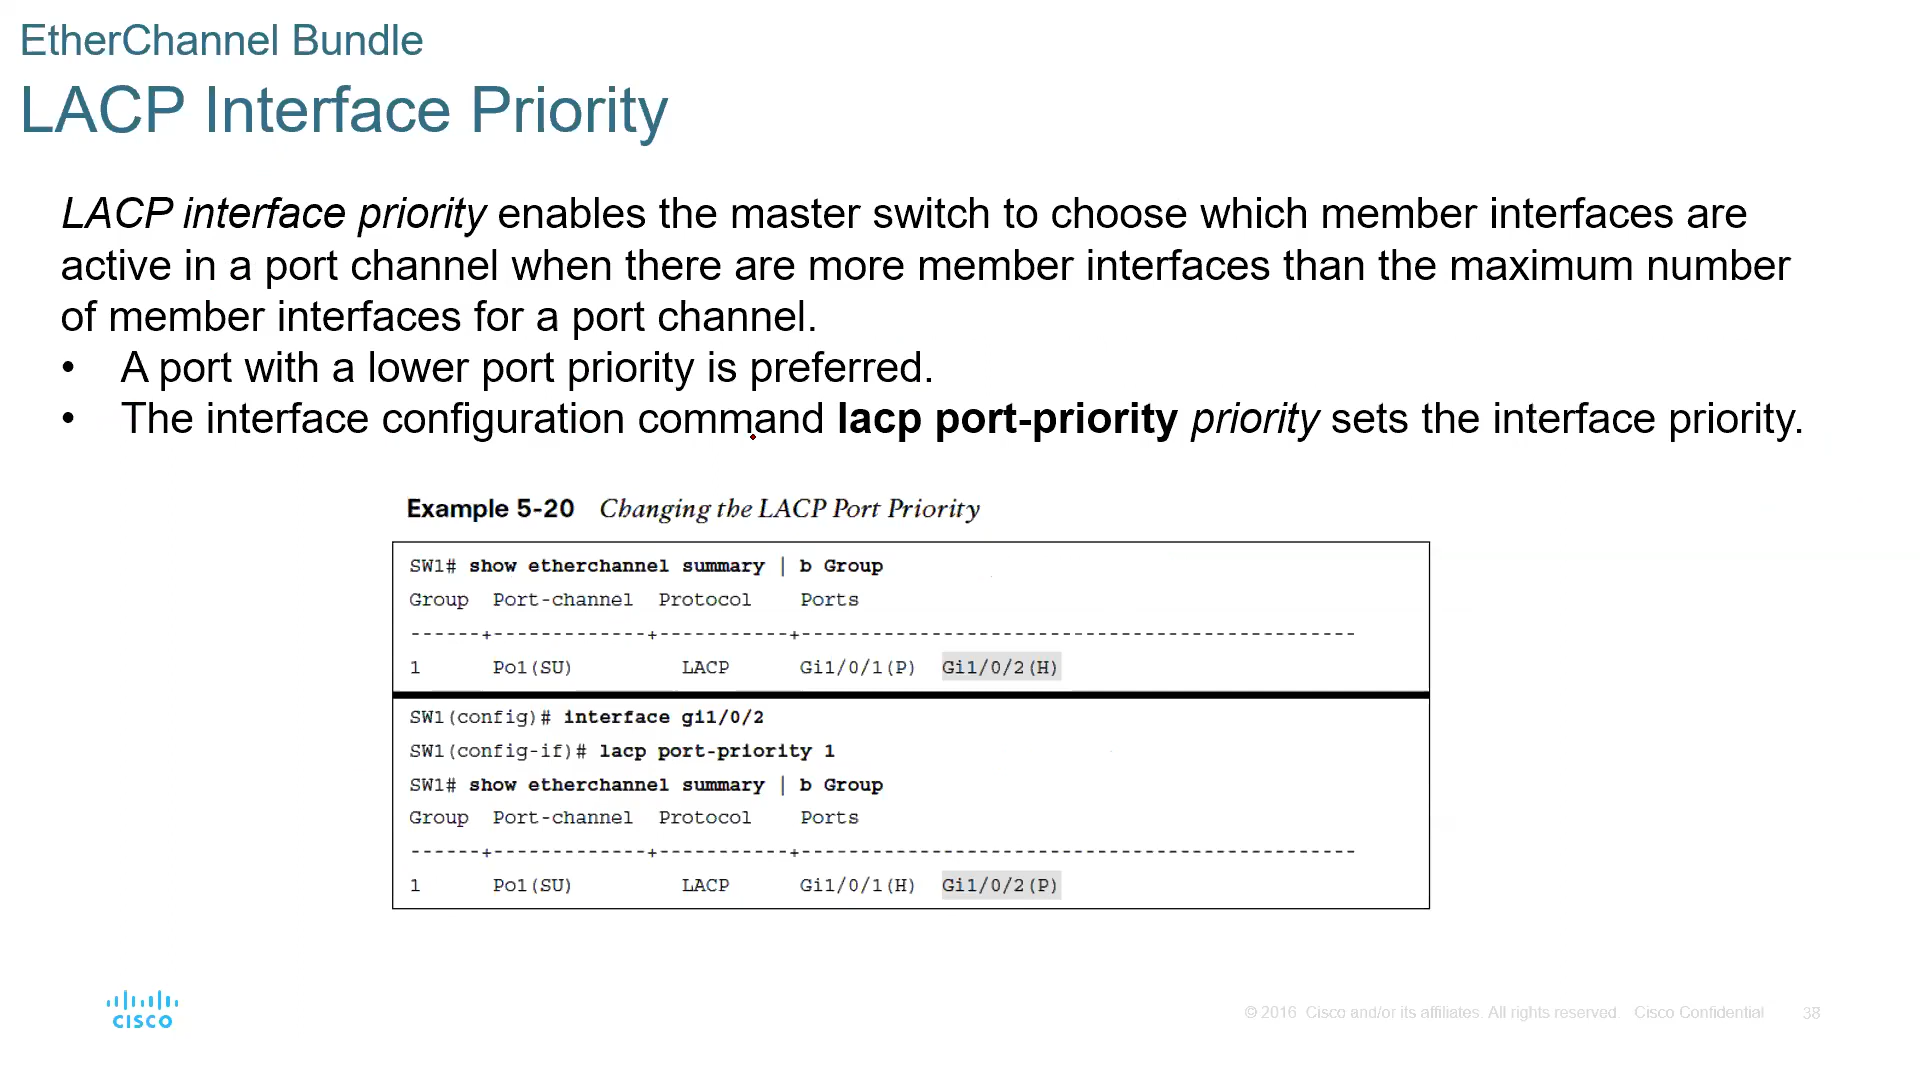 EtherChannel Bundle
LACP Interface Priority
LACP interface priority enables the master switch to choose which member interfaces are
active in a port channel when there are more member interfaces than the maximum number
of member interfaces for a port channel.
• A port with a lower port priority is preferred.
• The interface configuration command lacp port-priority priority sets the interface priority.
Example 5-20 Changing the LACP Port Priority
SW1# show etherchannel summary | b Group
Group Port-channel Protocol Ports
------+-------------+-----------+-----------------------------------------------
1 Po1(SU) LACP Gi1/0/1(P) Gi1/0/2(H)
SW1(config)# interface gi1/0/2
SW1(config-if)# lacp port-priority 1
SW1# show etherchannel summary | b Group
Group Port-channel Protocol Ports
------+-------------+-----------+-----------------------------------------------
1 Po1(SU) LACP Gi1/0/1(H) Gi1/0/2(P)
CISCO
© 2016 Cisco and/or its affiliates. All rights reserved. Cisco Confidential 38